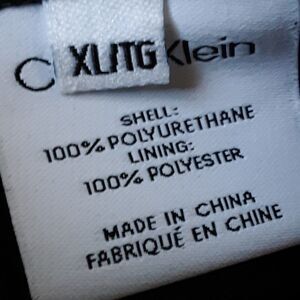 XL/TG
C Klein
SHELL:
100% POLYURETHANE
LINING:
100% POLYESTER
MADE IN CHINA
FABRIQUÉ EN CHINE